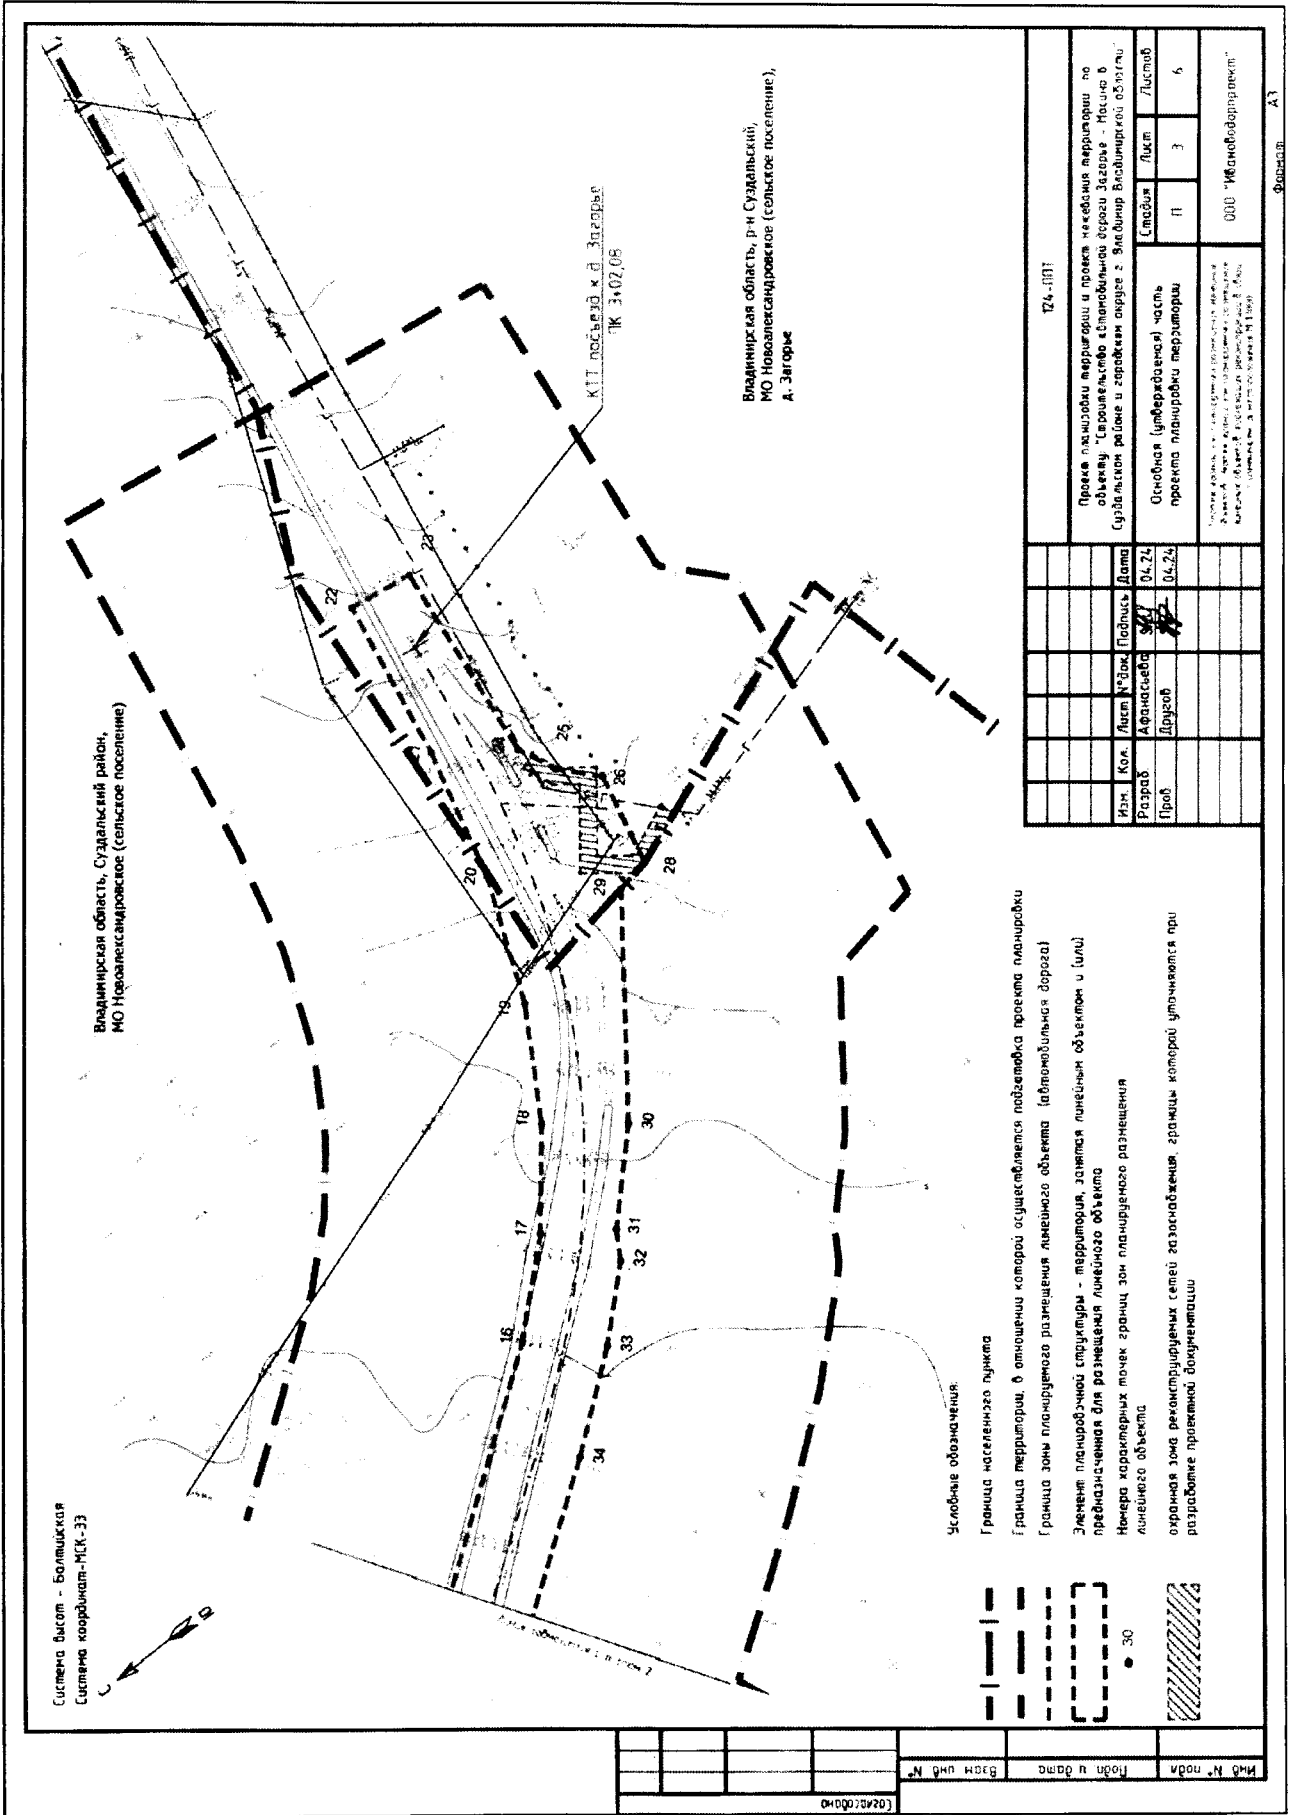 Система высот - Балтийская
Система координат-МСК-33
С
Ю
Владимирская область, Суздальский район,
МО Новоалександровское (сельское поселение)
КТТ подъезд к д. Загорье
ПК 3+02,08
Владимирская область, р-н Суздальский,
МО Новоалександровское (сельское поселение),
д. Загорье
16
17
18
19
20
22
23
25
26
28
29
30
31
32
33
34
Условные обозначения:
Граница населенного пункта
Граница территории, в отношении которой осуществляется подготовка проекта планировки
Граница зоны планируемого размещения линейного объекта (автомобильная дорога)
Элемент планировочной структуры - территория, занятая линейным объектом и (или)
предназначенная для размещения линейного объекта
30
Номера характерных точек границ зон планируемого размещения
линейного объекта
охранная зона реконструируемых сетей газоснабжения, границы которой уточняются при
разработке проектной документации
124-ППТ
Проект планировки территории и проект межевания территории по
объекту: "Строительство автомобильной дороги Загорье - Мосино в
Суздальском районе и городском округе г. Владимир Владимирской области"
Изм. Кол. Лист №док. Подпись Дата
Разраб. Афанасьева 04.24
Пров. Другов 04.24
Основная (утверждаемая) часть
проекта планировки территории
Стадия Лист Листов
П 3 6
ООО "Ивановодорпроект"
Формат А3
Согласовано
Взам инв N°
Подп и дата
Инв N° подл